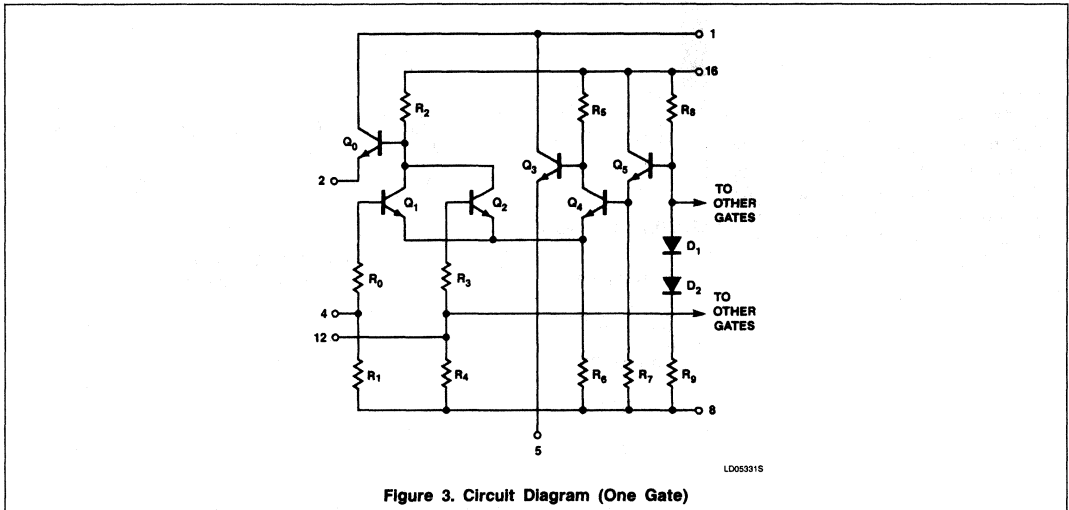 1
16
R2
R5
R8
Q0
Q3
Q5
2
TO
OTHER
GATES
Q1
Q2
Q4
D1
R0
R3
D2
TO
OTHER
GATES
4
12
R1
R4
R6
R7
R9
8
5
LD05331S
Figure 3. Circuit Diagram (One Gate)